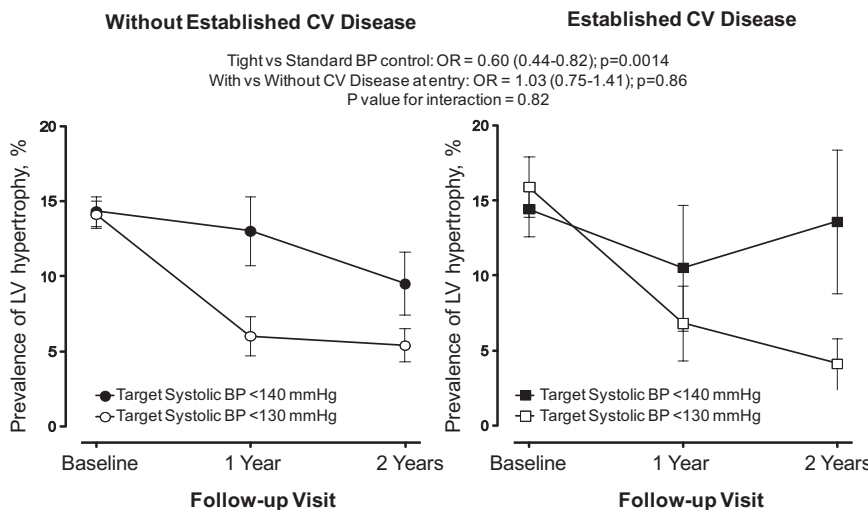 Without Established CV Disease
Established CV Disease
Tight vs Standard BP control: OR = 0.60 (0.44-0.82); p=0.0014
With vs Without CV Disease at entry: OR = 1.03 (0.75-1.41); p=0.86
P value for interaction = 0.82
Prevalence of LV hypertrophy, %
20
15
10
5
0
Target Systolic BP <140 mmHg
Target Systolic BP <130 mmHg
Baseline
1 Year
2 Years
Follow-up Visit
Prevalence of LV hypertrophy, %
20
15
10
5
0
Target Systolic BP <140 mmHg
Target Systolic BP <130 mmHg
Baseline
1 Year
2 Years
Follow-up Visit